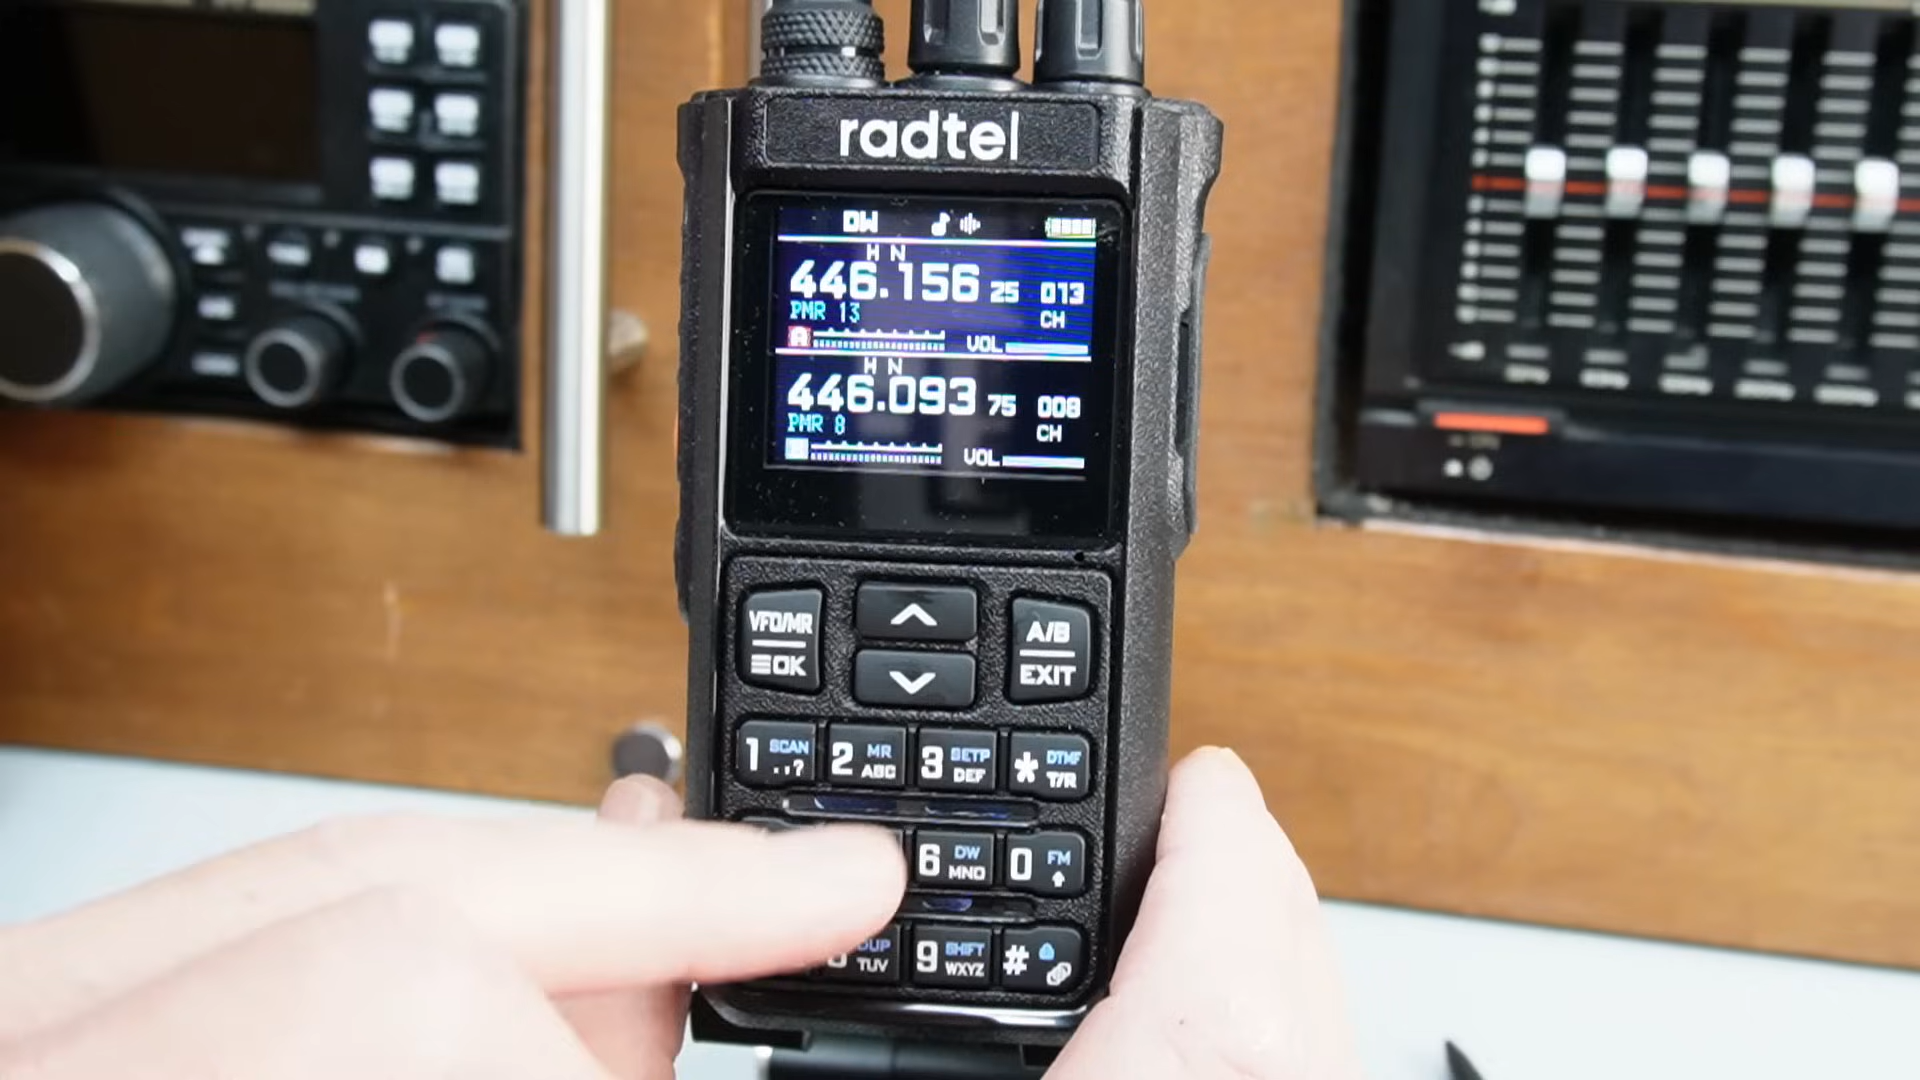 radtel
DW
H N
446.156 25 013
PMR 13 CH
A VOL
H N
446.093 75 008
PMR 8 CH
VOL
VFO/MR
OK
A/B
EXIT
1 SCAN .,?
2 MR ABC
3 SETP DEF
* DTMF T/R
6 DW MNO
0 FM
TUV
9 SHIFT WXYZ
#